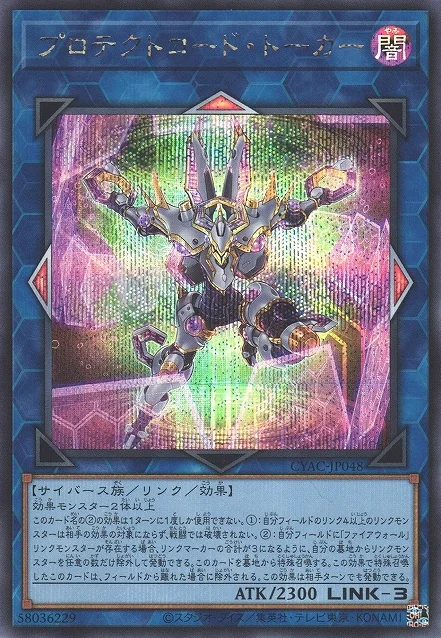 プロテクトコード・トーカー
闇
CYAC-JP048
【サイバース族/リンク/効果】
効果モンスター2体以上
このカード名の②の効果は1ターンに1度しか使用できない。①:自分フィールドのリンク4以上のリンクモン
スターは相手の効果の対象にならず、戦闘では破壊されない。②:自分フィールドに「ファイアウォール」
リンクモンスターが存在する場合、リンクマーカーの合計が3になるように、自分の墓地からリンクモン
スターを任意の数だけ除外して発動できる。このカードを墓地から特殊召喚する。この効果で特殊召喚
したこのカードは、フィールドから離れた場合に除外される。この効果は相手ターンでも発動できる。
ATK/2300 LINK-3
58036229
©スタジオ・ダイス/集英社・テレビ東京・KONAMI